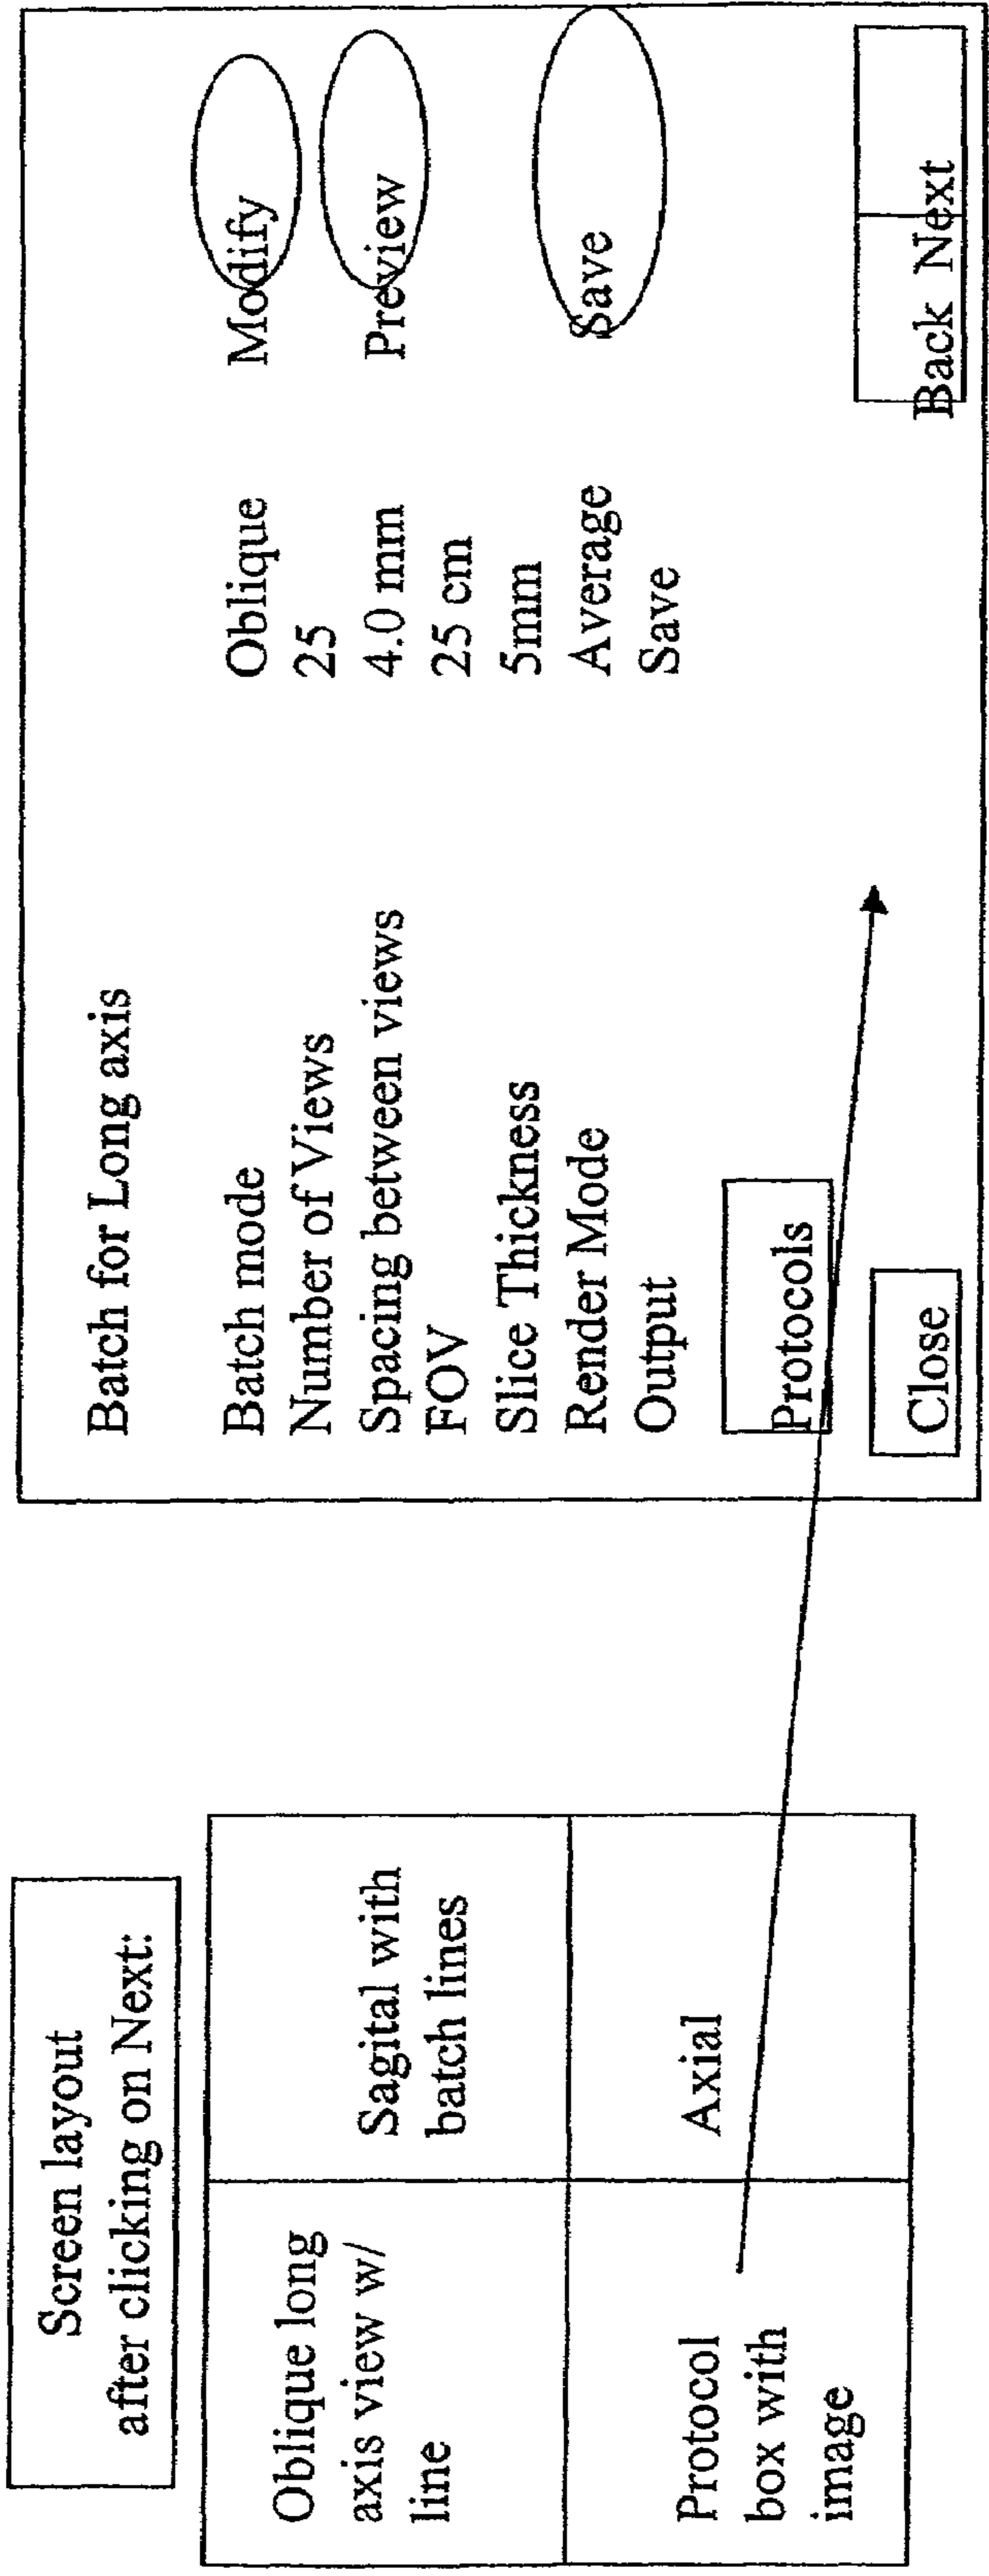 Screen layout
after clicking on Next:
Oblique long
axis view w/
line
Sagital with
batch lines
Protocol
box with
image
Axial
Batch for Long axis
Batch mode Oblique Modify
Number of Views 25
Spacing between views 4.0 mm Preview
FOV 25 cm
Slice Thickness 5mm
Render Mode Average Save
Output Save
Protocols
Close Back Next